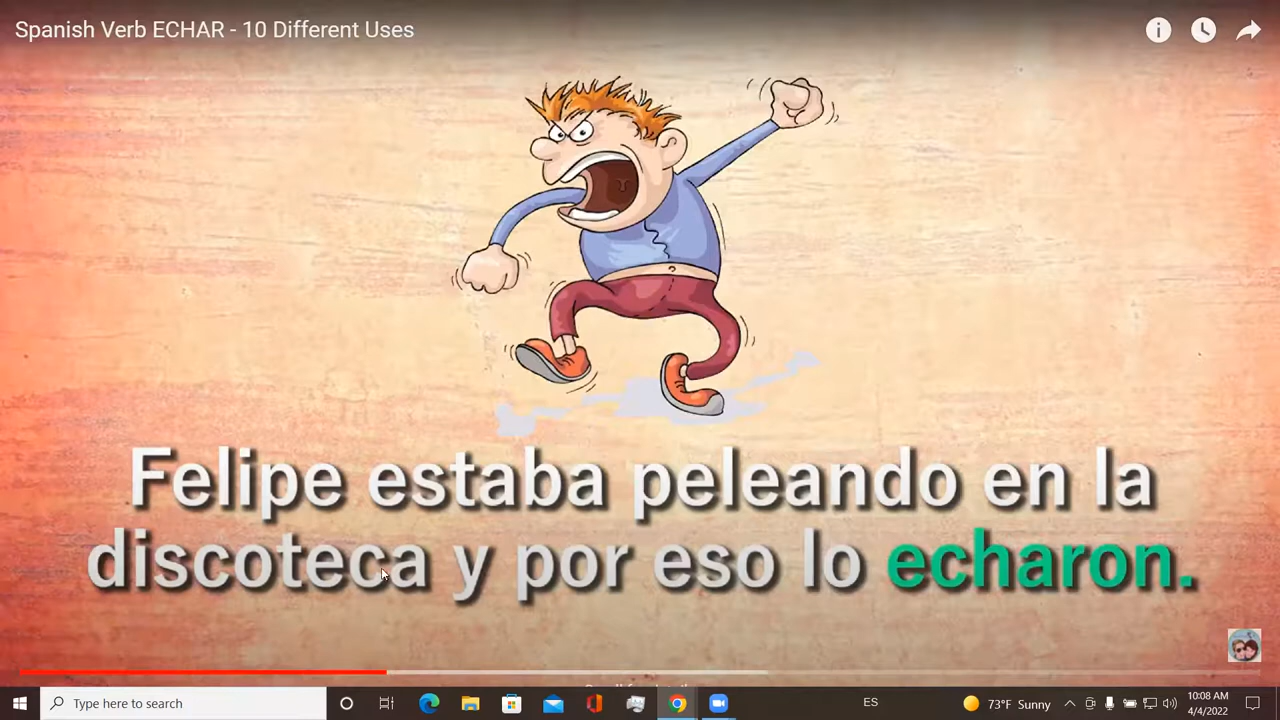 Spanish Verb ECHAR - 10 Different Uses
Felipe estaba peleando en la
discoteca y por eso lo echaron.
Type here to search
ES
73°F Sunny
10:08 AM
4/4/2022